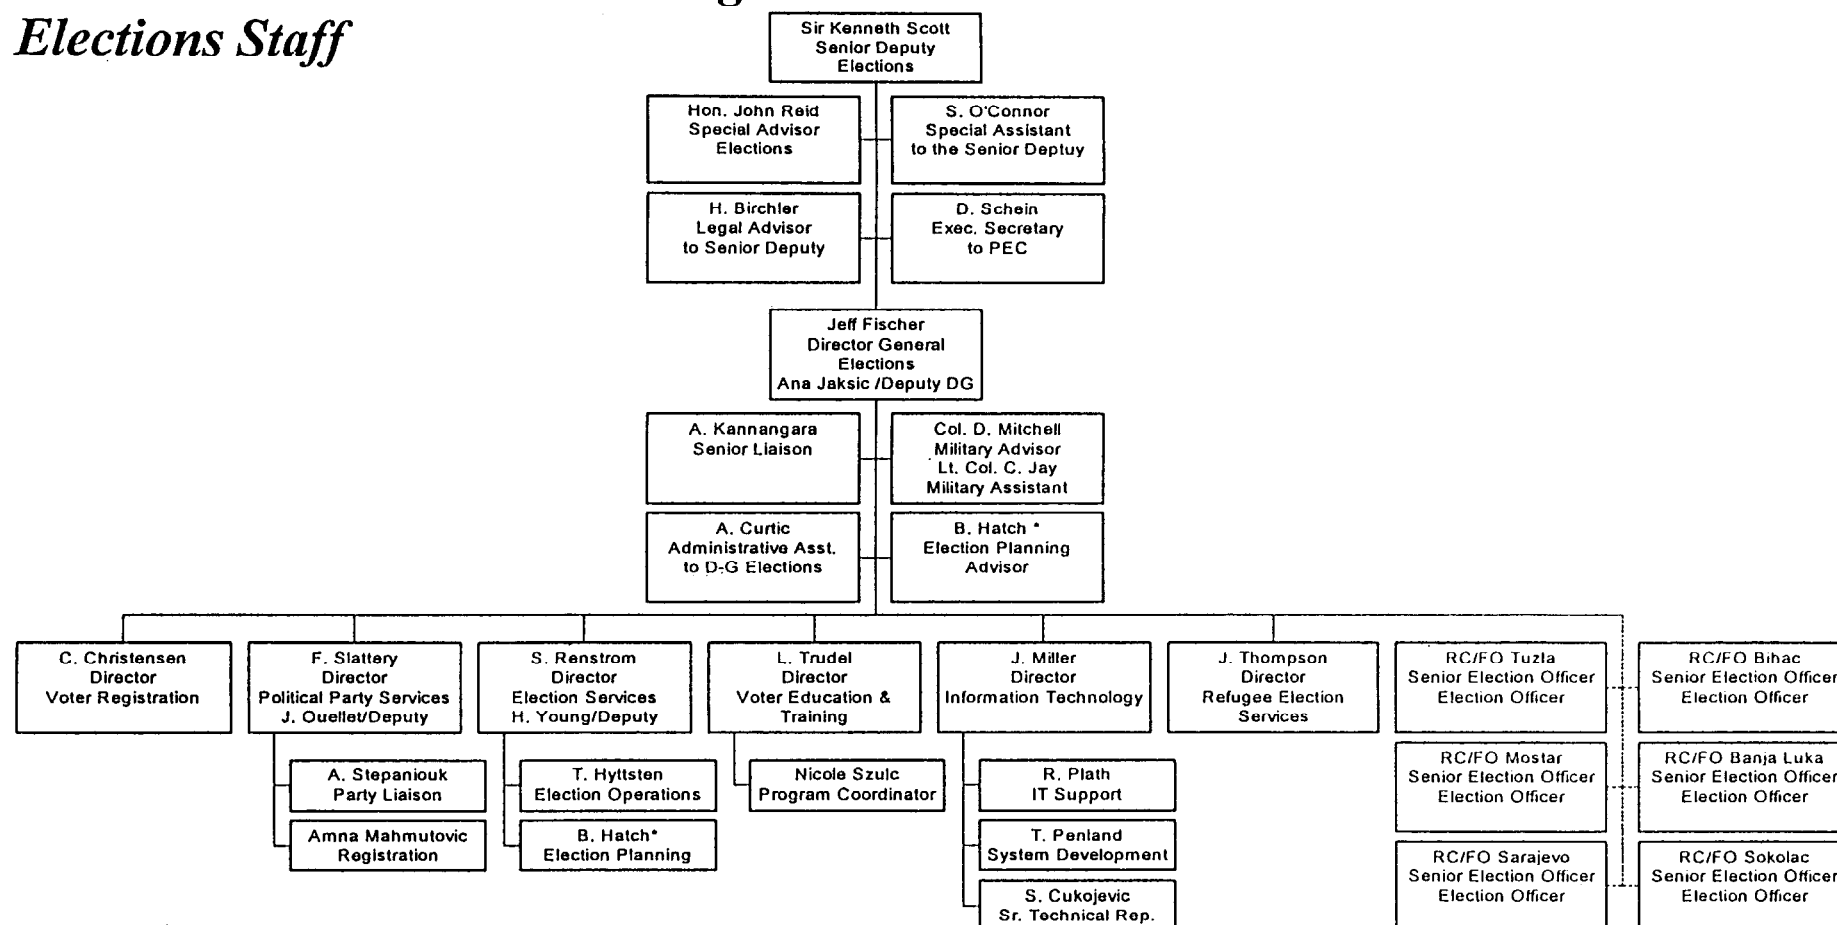 Elections Staff
Sir Kenneth Scott
Senior Deputy
Elections
Hon. John Reid
Special Advisor
Elections
S. O'Connor
Special Assistant
to the Senior Deptuy
H. Birchler
Legal Advisor
to Senior Deputy
D. Schein
Exec. Secretary
to PEC
Jeff Fischer
Director General
Elections
Ana Jaksic /Deputy DG
A. Kannangara
Senior Liaison
Col. D. Mitchell
Military Advisor
Lt. Col. C. Jay
Military Assistant
A. Curtic
Administrative Asst.
to D-G Elections
B. Hatch *
Election Planning
Advisor
C. Christensen
Director
Voter Registration
F. Slattery
Director
Political Party Services
J. Ouellet/Deputy
S. Renstrom
Director
Election Services
H. Young/Deputy
L. Trudel
Director
Voter Education &
Training
J. Miller
Director
Information Technology
J. Thompson
Director
Refugee Election
Services
RC/FO Tuzla
Senior Election Officer
Election Officer
RC/FO Bihac
Senior Election Officer
Election Officer
A. Stepaniouk
Party Liaison
Amna Mahmutovic
Registration
T. Hyttsten
Election Operations
B. Hatch*
Election Planning
Nicole Szulc
Program Coordinator
R. Plath
IT Support
T. Penland
System Development
S. Cukojevic
Sr. Technical Rep.
RC/FO Mostar
Senior Election Officer
Election Officer
RC/FO Banja Luka
Senior Election Officer
Election Officer
RC/FO Sarajevo
Senior Election Officer
Election Officer
RC/FO Sokolac
Senior Election Officer
Election Officer